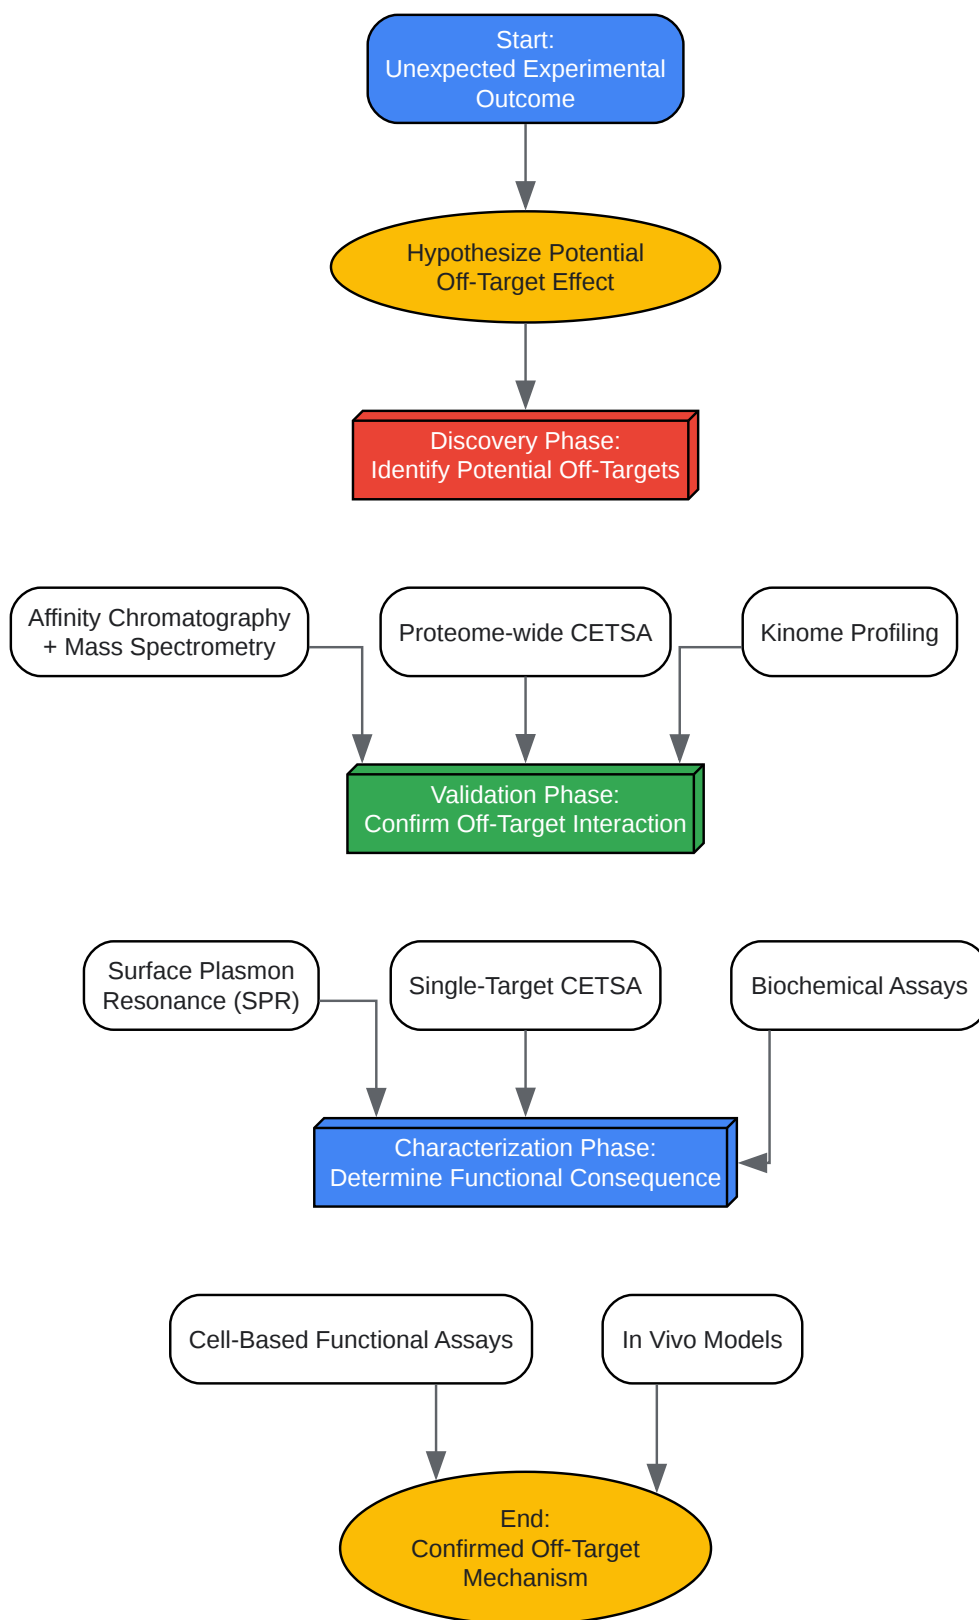 Start:
Unexpected Experimental
Outcome
Hypothesize Potential
Off-Target Effect
Discovery Phase:
Identify Potential Off-Targets
Affinity Chromatography
+ Mass Spectrometry
Proteome-wide CETSA
Kinome Profiling
Validation Phase:
Confirm Off-Target Interaction
Surface Plasmon
Resonance (SPR)
Single-Target CETSA
Biochemical Assays
Characterization Phase:
Determine Functional Consequence
Cell-Based Functional Assays
In Vivo Models
End:
Confirmed Off-Target
Mechanism